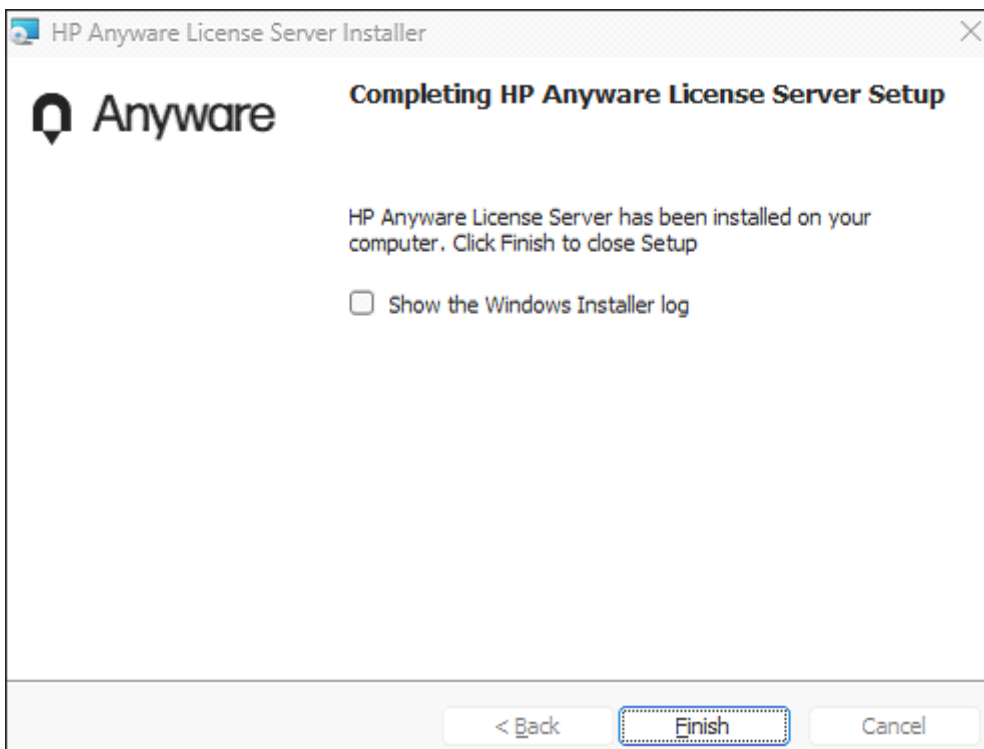 HP Anyware License Server Installer
Anyware
Completing HP Anyware License Server Setup
HP Anyware License Server has been installed on your
computer. Click Finish to close Setup
Show the Windows Installer log
< Back
Finish
Cancel